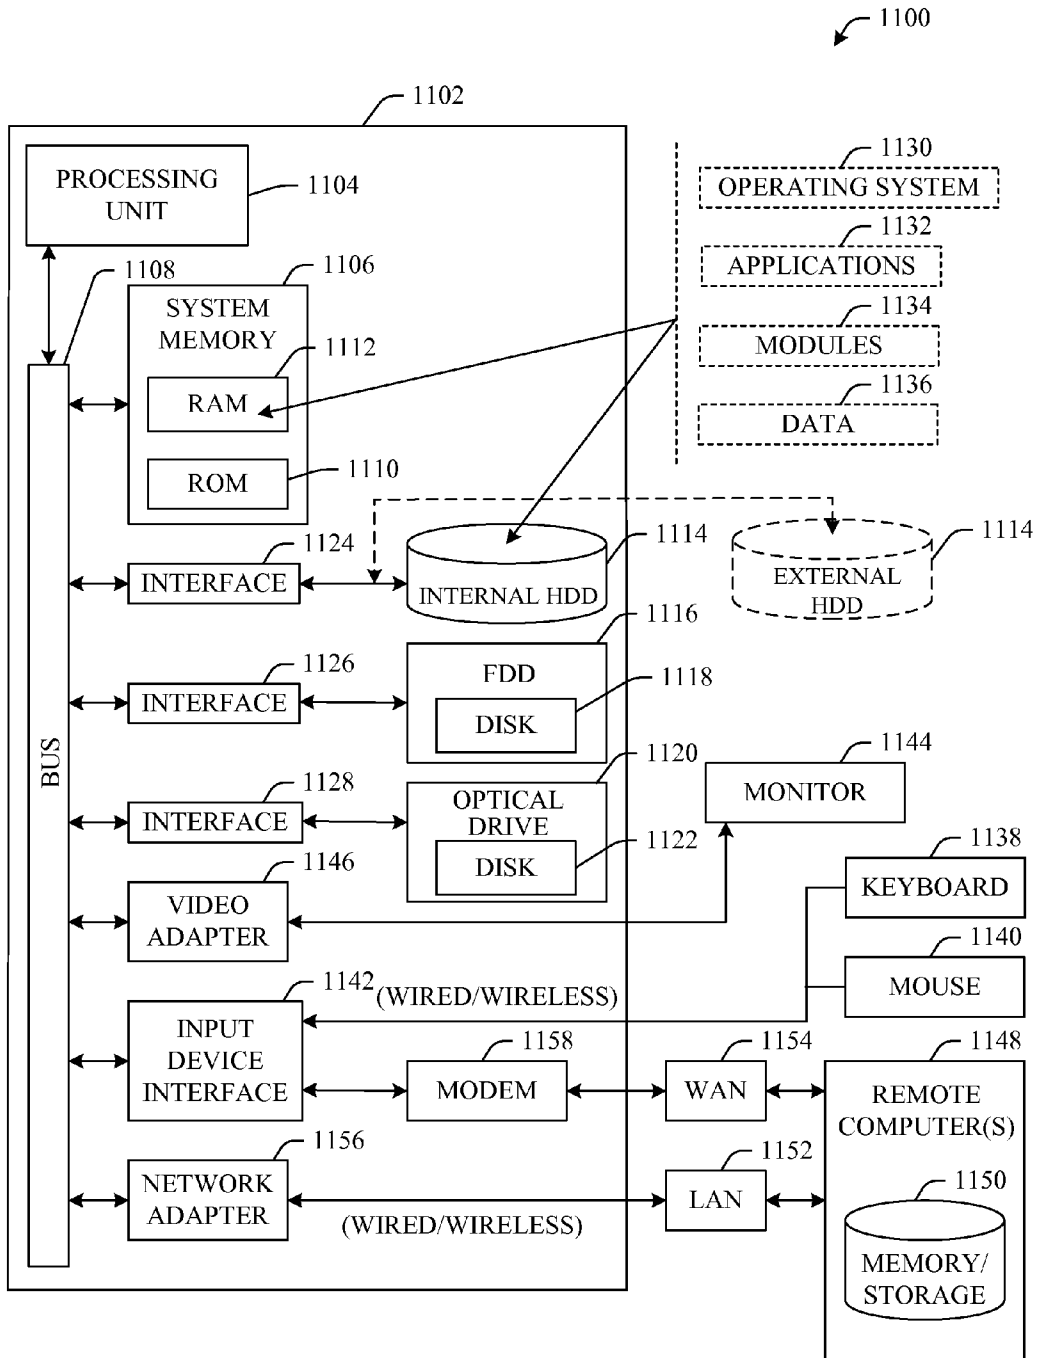 1100
1102
PROCESSING
UNIT
1104
1130
OPERATING SYSTEM
1108
1106
1132
APPLICATIONS
SYSTEM
MEMORY
1112
RAM
1134
MODULES
1136
DATA
1110
ROM
1124
INTERFACE
1114
INTERNAL HDD
1114
EXTERNAL
HDD
1116
FDD
1126
INTERFACE
1118
DISK
BUS
1120
OPTICAL
DRIVE
1144
MONITOR
1128
INTERFACE
1122
DISK
1138
KEYBOARD
1146
VIDEO
ADAPTER
1140
MOUSE
1142
(WIRED/WIRELESS)
INPUT
DEVICE
INTERFACE
1158
MODEM
1154
WAN
1148
REMOTE
COMPUTER(S)
1156
NETWORK
ADAPTER
1152
LAN
(WIRED/WIRELESS)
1150
MEMORY/
STORAGE